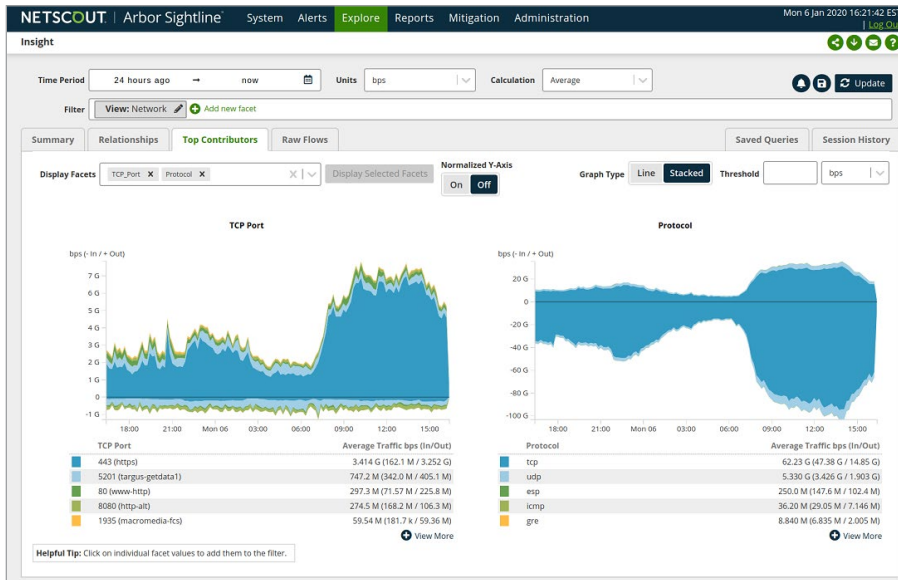 NETSCOUT. Arbor Sightline System Alerts Explore Reports Mitigation Administration
Mon 6 Jan 2020 16:21:42 EST
| Log Ou
Insight
Time Period 24 hours ago → now Units bps Calculation Average
Update
Filter View: Network Add new facet
Summary Relationships Top Contributors Raw Flows Saved Queries Session History
Display Facets TCP_Port X Protocol X Display Selected Facets Normalized Y-Axis On Off Graph Type Line Stacked Threshold bps
TCP Port
bps (- In / + Out)
7 G
6 G
5 G
4 G
3 G
2 G
1 G
0
-1 G
18:00 21:00 Mon 06 03:00 06:00 09:00 12:00 15:00
TCP Port Average Traffic bps (In/Out)
443 (https) 3.414 G (162.1 M / 3.252 G)
5201 (targus-getdata1) 747.2 M (342.0 M / 405.1 M)
80 (www-http) 297.3 M (71.57 M / 225.8 M)
8080 (http-alt) 274.5 M (168.2 M / 106.3 M)
1935 (macromedia-fcs) 59.54 M (181.7 k / 59.36 M)
View More
Protocol
bps (- In / + Out)
20 G
0
-20 G
-40 G
-60 G
-80 G
-100 G
18:00 21:00 Mon 06 03:00 06:00 09:00 12:00 15:00
Protocol Average Traffic bps (In/Out)
tcp 62.23 G (47.38 G / 14.85 G)
udp 5.330 G (3.426 G / 1.903 G)
esp 250.0 M (147.6 M / 102.4 M)
icmp 36.20 M (29.05 M / 7.146 M)
gre 8.840 M (6.835 M / 2.005 M)
View More
Helpful Tip: Click on individual facet values to add them to the filter.